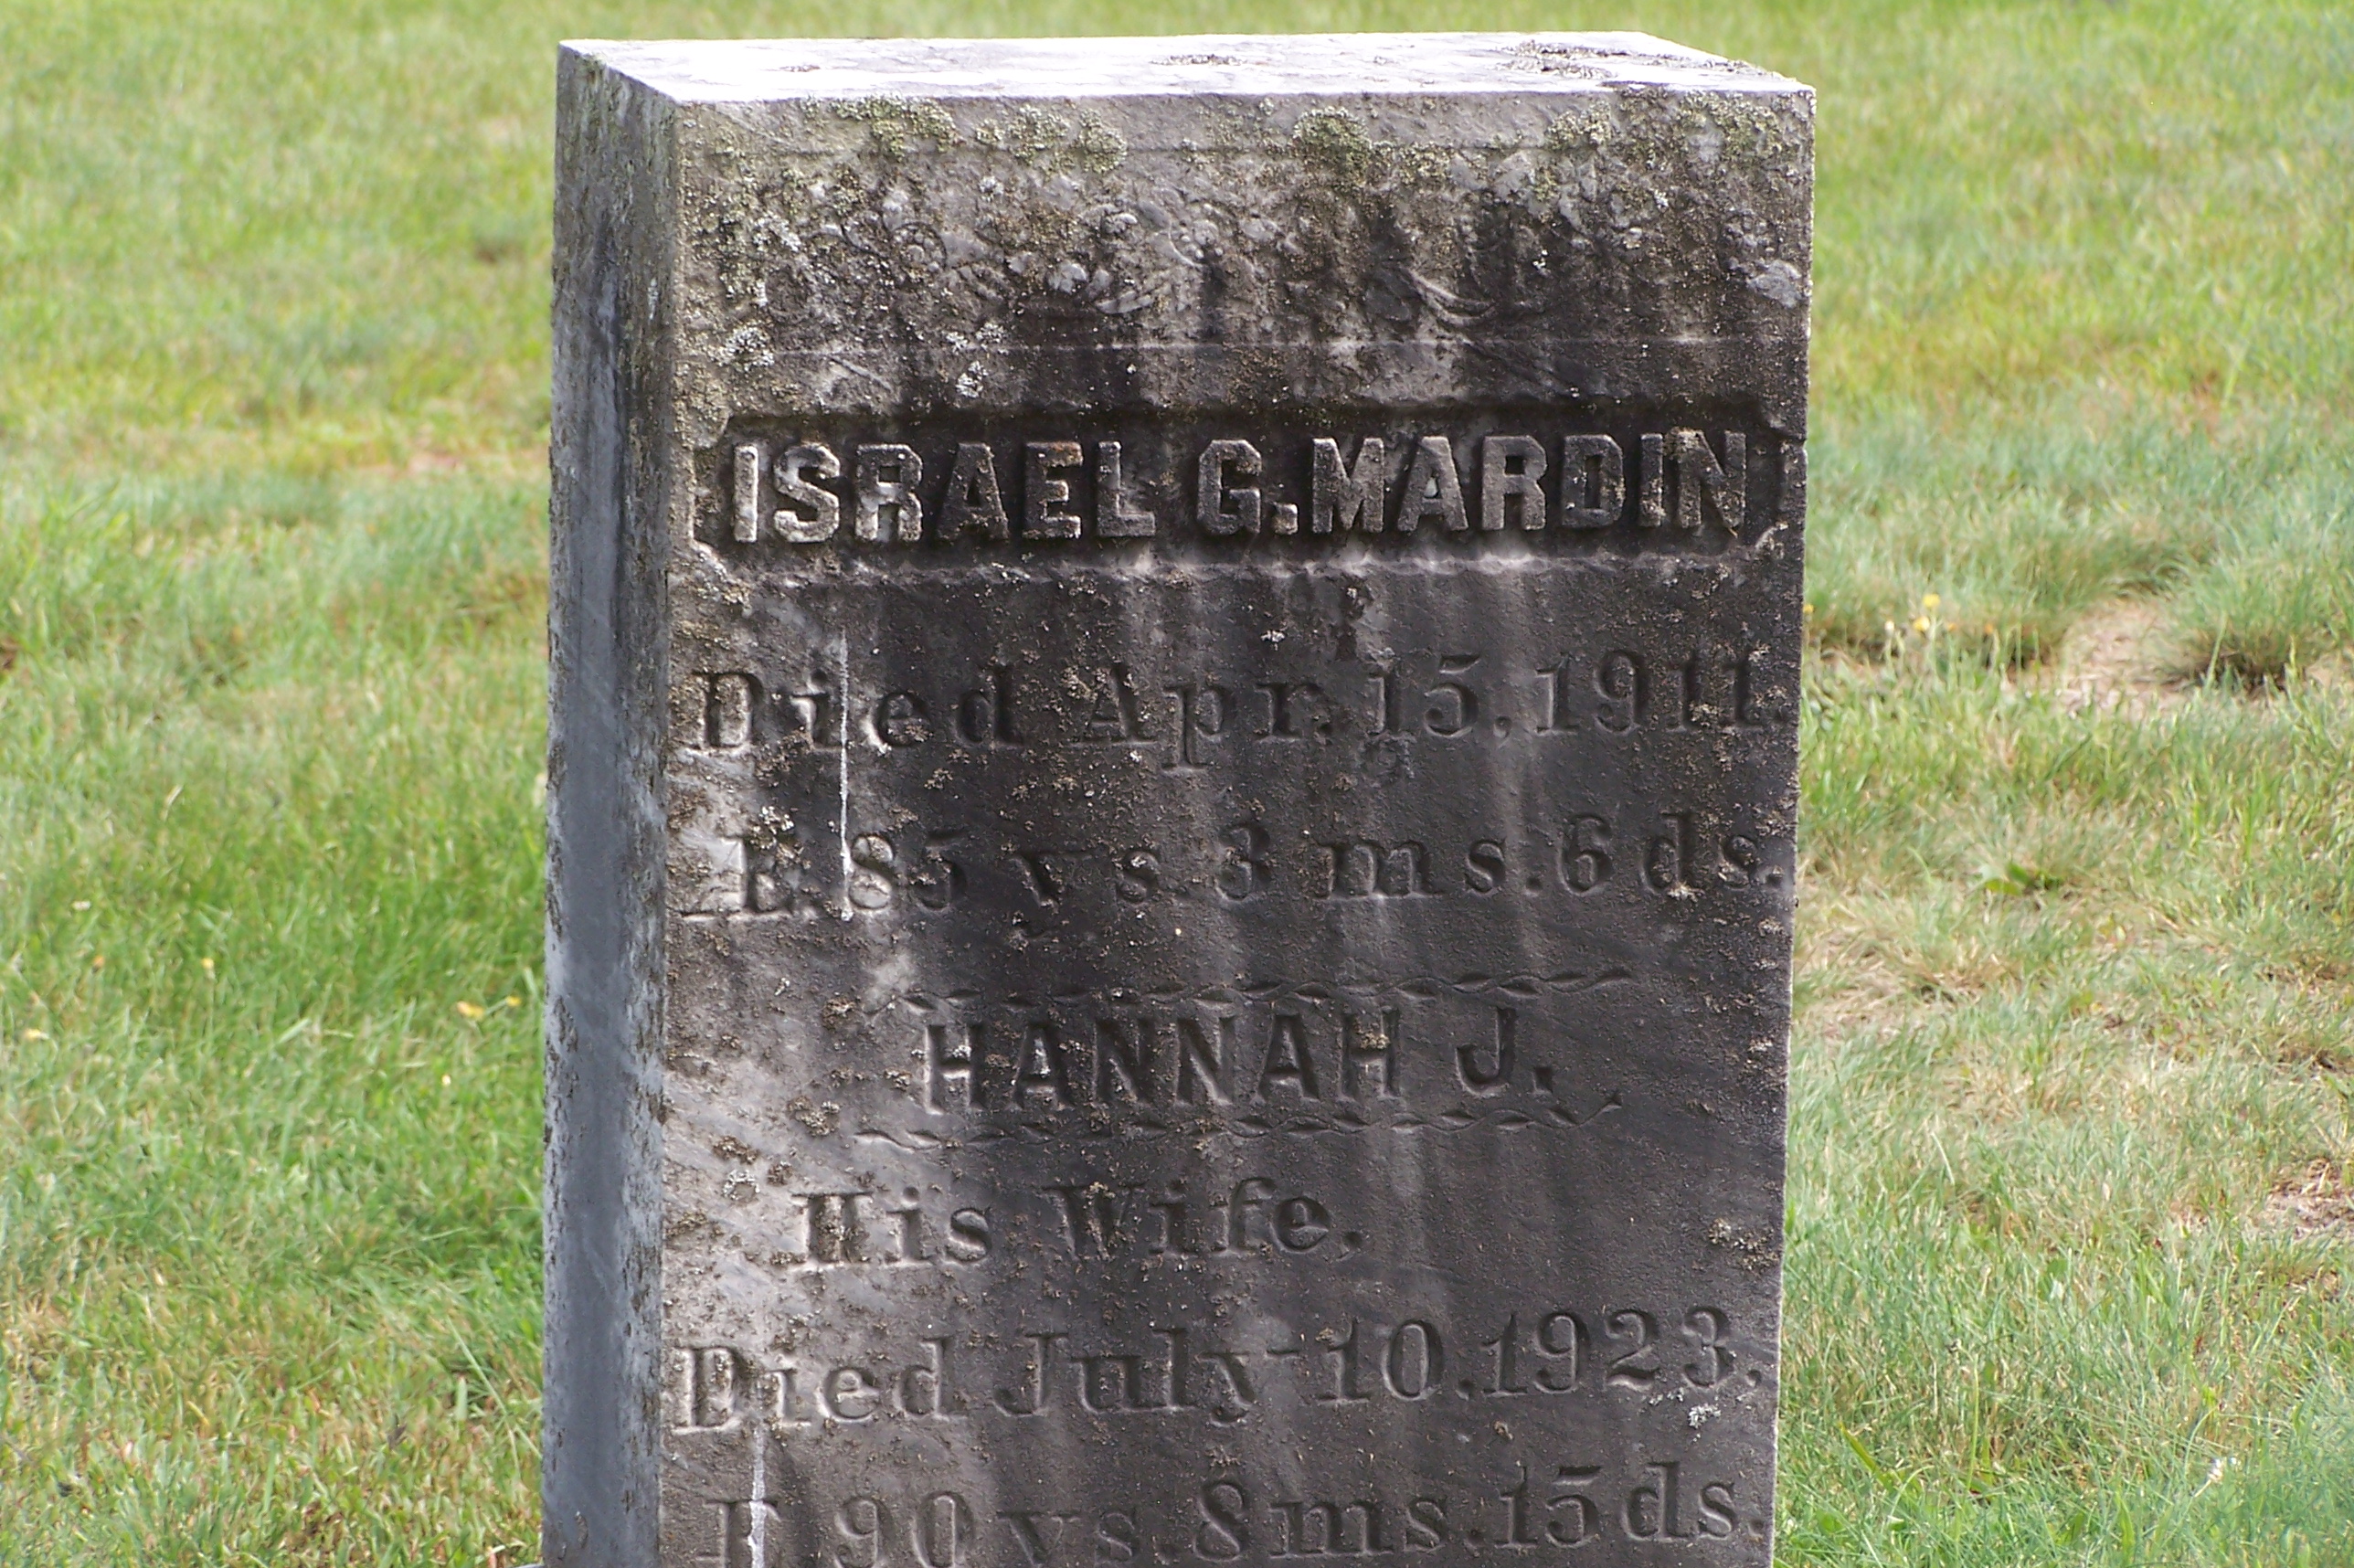 ISRAEL G. MARDIN
Died Apr. 15, 1911.
Æ. 85 ys. 3 ms. 6 ds.
HANNAH J.
His Wife,
Died July 10, 1923.
Æ. 90 ys. 8 ms. 15 ds.